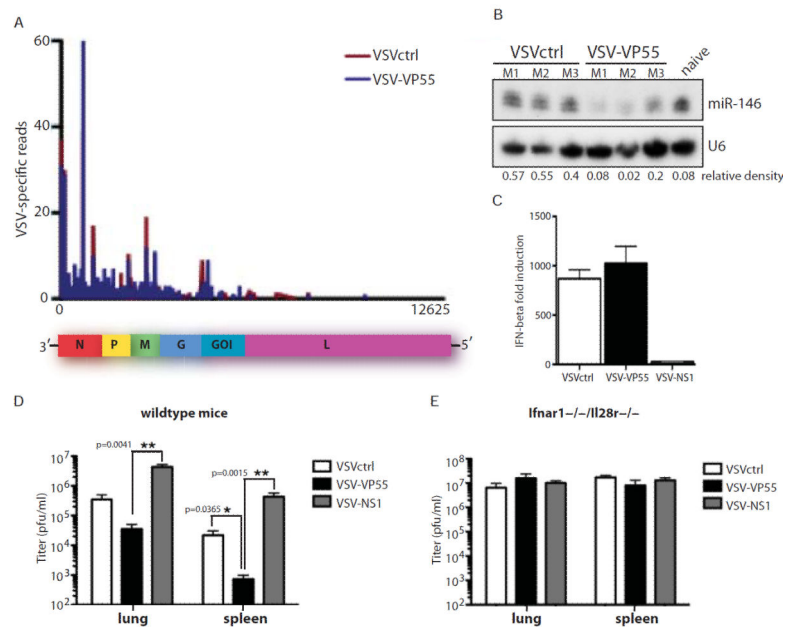 A
60
40
20
0
VSV-specific reads
VSVctrl
VSV-VP55
0
12625
3′
N
P
M
G
GOI
L
5′
B
VSVctrl
VSV-VP55
naive
M1
M2
M3
M1
M2
M3
miR-146
U6
0.57
0.55
0.4
0.08
0.02
0.2
0.08
relative density
C
1500
1000
500
0
IFN-beta fold induction
VSVctrl
VSV-VP55
VSV-NS1
D
wildtype mice
p=0.0041
**
p=0.0015
**
p=0.0365
*
VSVctrl
VSV-VP55
VSV-NS1
10⁷
10⁶
10⁵
10⁴
10³
10²
Titer (pfu/ml)
lung
spleen
E
Ifnar1−/−/Il28r−/−
VSVctrl
VSV-VP55
VSV-NS1
10⁸
10⁷
10⁶
10⁵
10⁴
10³
10²
Titer (pfu/ml)
lung
spleen